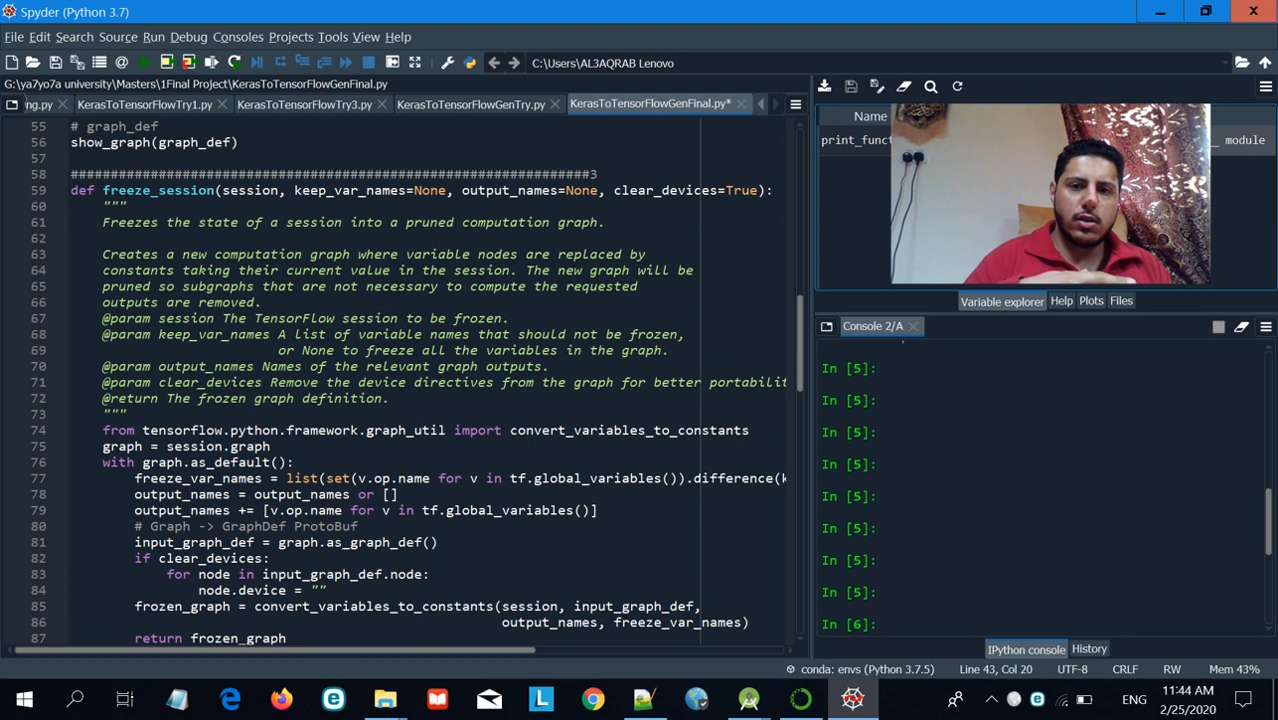 Spyder (Python 3.7)
File Edit Search Source Run Debug Consoles Projects Tools View Help
C:\Users\AL3AQRAB Lenovo
G:\ya7yo7a university\Masters\1Final Project\KerasToTensorFlowGenFinal.py
ng.py KerasToTensorFlowTry1.py KerasToTensorFlowTry3.py KerasToTensorFlowGenTry.py KerasToTensorFlowGenFinal.py*
55 # graph_def
56 show_graph(graph_def)
57
58 #################################################################3
59 def freeze_session(session, keep_var_names=None, output_names=None, clear_devices=True):
60 """
61 Freezes the state of a session into a pruned computation graph.
62
63 Creates a new computation graph where variable nodes are replaced by
64 constants taking their current value in the session. The new graph will be
65 pruned so subgraphs that are not necessary to compute the requested
66 outputs are removed.
67 @param session The TensorFlow session to be frozen.
68 @param keep_var_names A list of variable names that should not be frozen,
69 or None to freeze all the variables in the graph.
70 @param output_names Names of the relevant graph outputs.
71 @param clear_devices Remove the device directives from the graph for better portabilit
72 @return The frozen graph definition.
73 """
74 from tensorflow.python.framework.graph_util import convert_variables_to_constants
75 graph = session.graph
76 with graph.as_default():
77 freeze_var_names = list(set(v.op.name for v in tf.global_variables()).difference(k
78 output_names = output_names or []
79 output_names += [v.op.name for v in tf.global_variables()]
80 # Graph -> GraphDef ProtoBuf
81 input_graph_def = graph.as_graph_def()
82 if clear_devices:
83 for node in input_graph_def.node:
84 node.device = ""
85 frozen_graph = convert_variables_to_constants(session, input_graph_def,
86 output_names, freeze_var_names)
87 return frozen_graph
Name
print_func module
Variable explorer Help Plots Files
Console 2/A
In [5]:
In [5]:
In [5]:
In [5]:
In [5]:
In [5]:
In [5]:
In [5]:
In [6]:
IPython console History
conda: envs (Python 3.7.5) Line 43, Col 20 UTF-8 CRLF RW Mem 43%
ENG
11:44 AM
2/25/2020